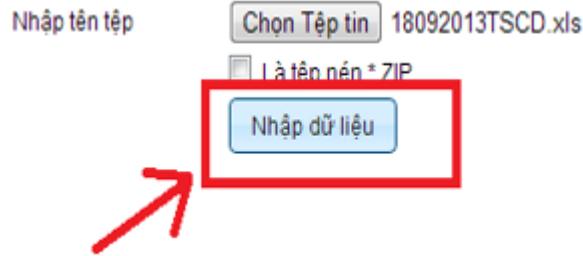 Nhập tên tệp Chọn Tệp tin 18092013TSCD.xls
Là tệp nén * ZIP
Nhập dữ liệu